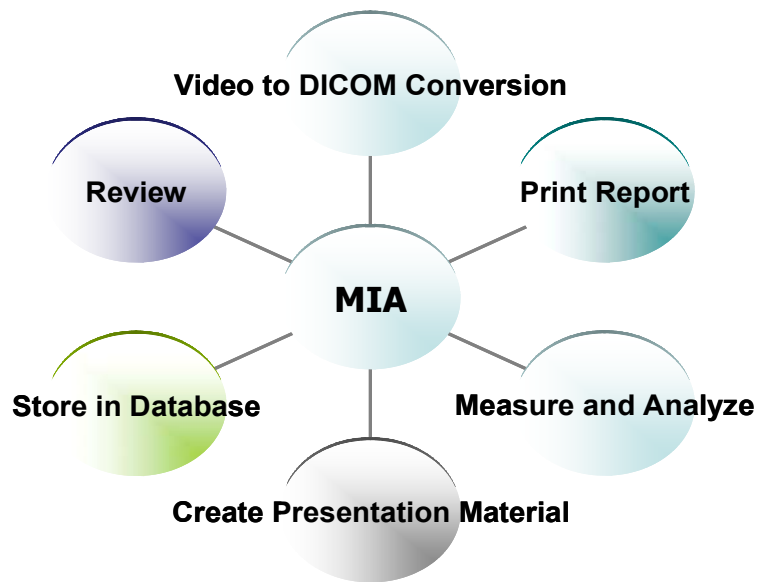 Video to DICOM Conversion
Review
Print Report
MIA
Store in Database
Measure and Analyze
Create Presentation Material